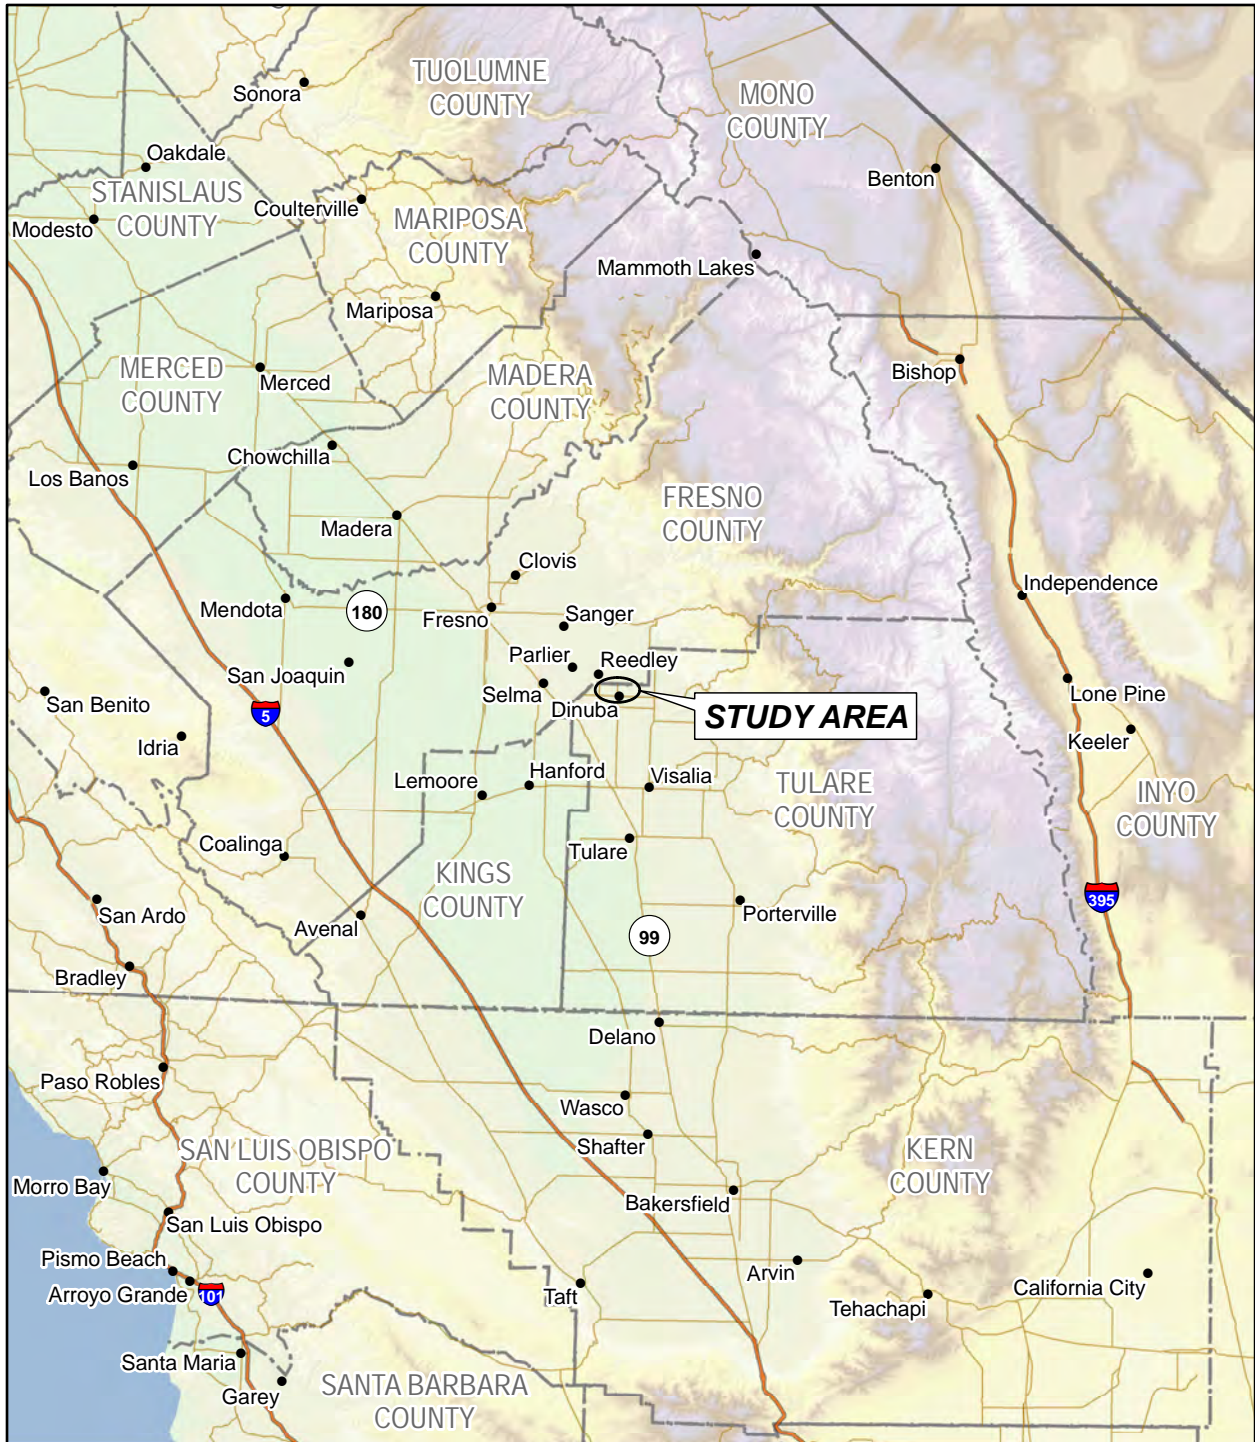 Sonora
TUOLUMNE
COUNTY
MONO
COUNTY
Oakdale
Benton
STANISLAUS
COUNTY
Coulterville
Modesto
MARIPOSA
COUNTY
Mammoth Lakes
Mariposa
MERCED
COUNTY
Merced
MADERA
COUNTY
Bishop
Chowchilla
Los Banos
FRESNO
COUNTY
Madera
Clovis
Independence
Mendota
180
Fresno
Sanger
Parlier
Reedley
San Joaquin
Selma
Dinuba
STUDY AREA
Lone Pine
San Benito
5
Idria
Keeler
Lemoore
Hanford
Visalia
TULARE
COUNTY
INYO
COUNTY
Coalinga
Tulare
KINGS
COUNTY
395
San Ardo
Avenal
Porterville
99
Bradley
Delano
Paso Robles
Wasco
Shafter
SAN LUIS OBISPO
COUNTY
KERN
COUNTY
Morro Bay
Bakersfield
San Luis Obispo
Pismo Beach
Arroyo Grande
101
Taft
Arvin
Tehachapi
California City
Santa Maria
Garey
SANTA BARBARA
COUNTY